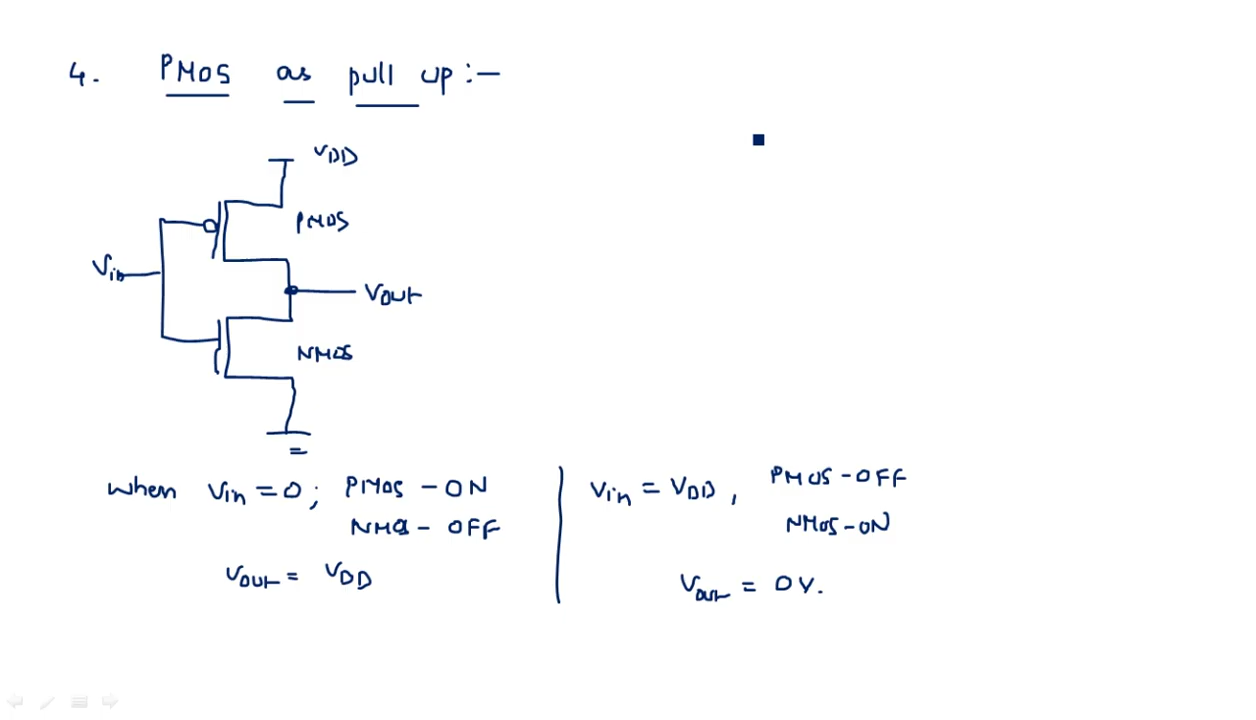 4. PMOS as pull up :-
VDD
PMOS
Vin
Vout
NMOS
when Vin = 0 ; PMOS - ON
NMOS - OFF
Vout = VDD
Vin = VDD , PMOS - OFF
NMOS - ON
Vout = 0V.